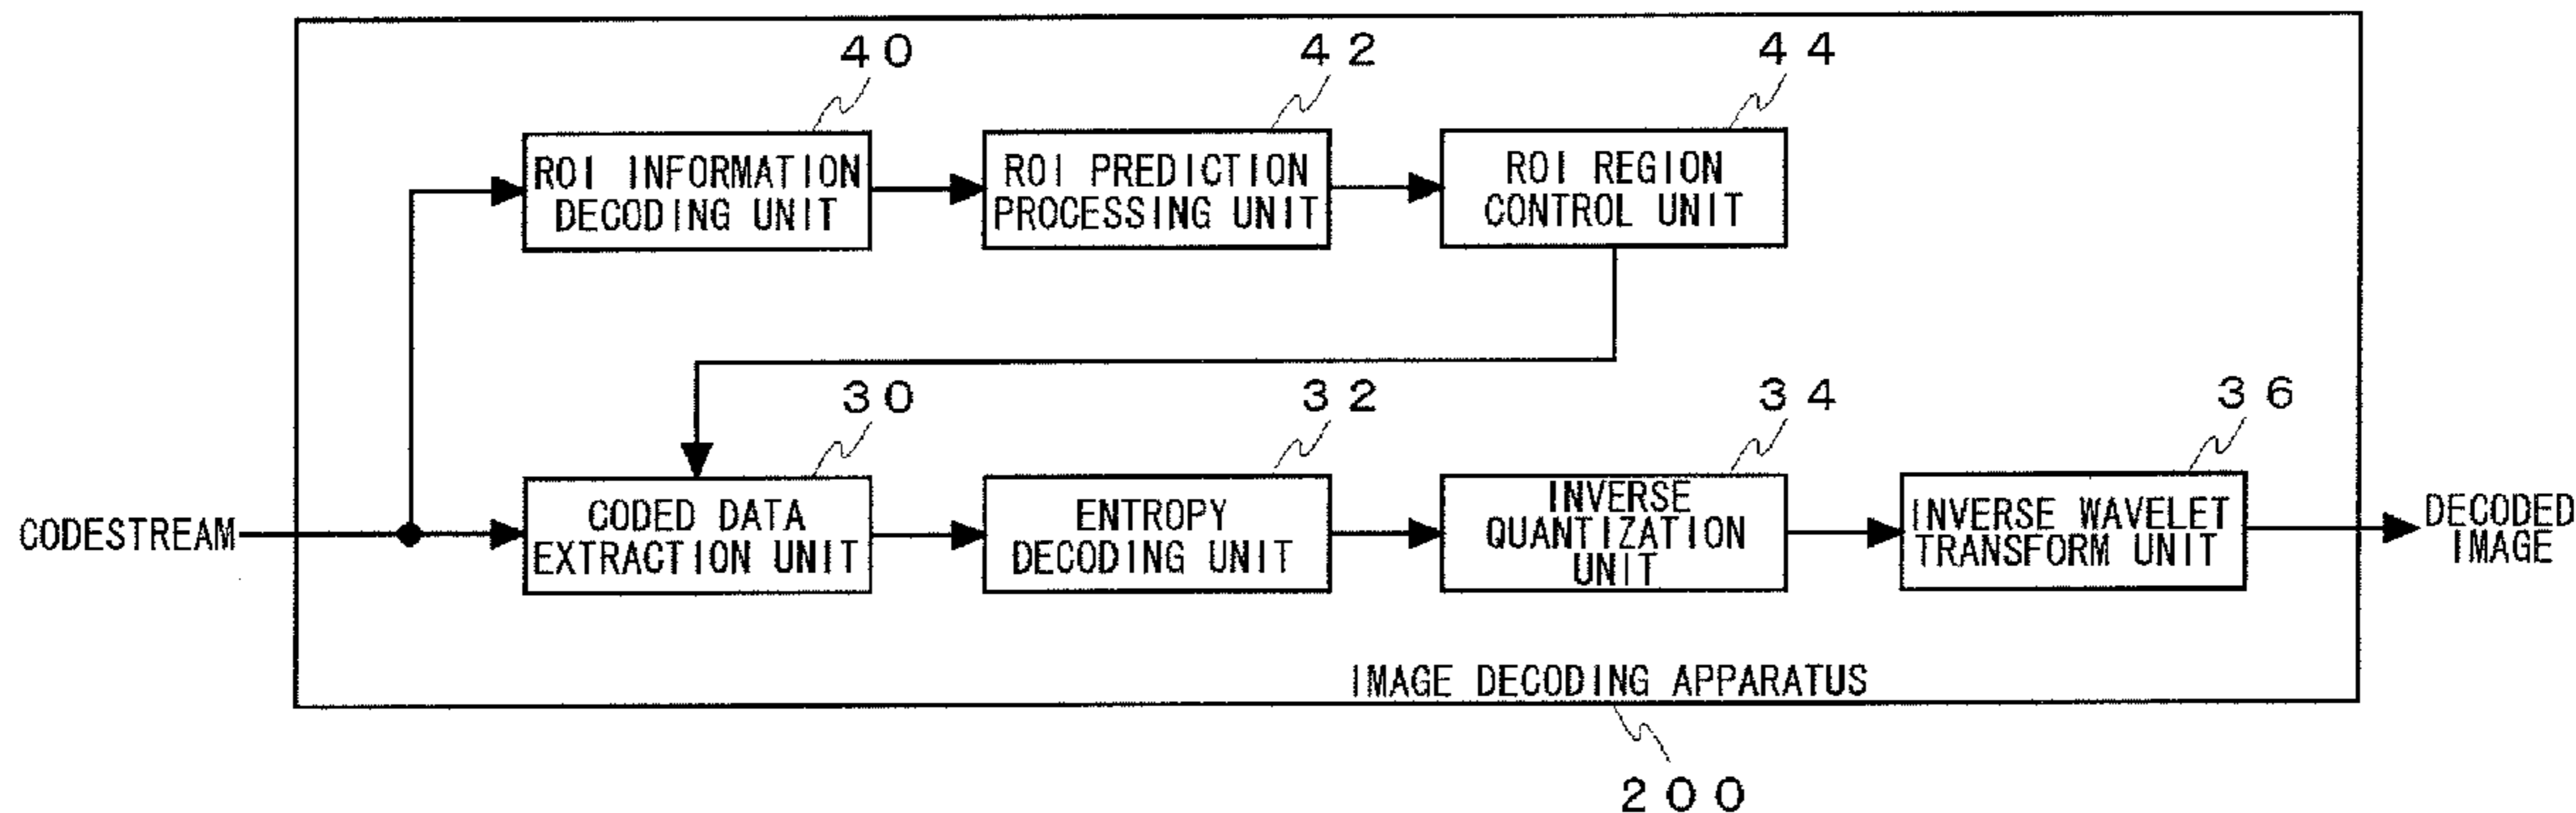 40
42
44
ROI INFORMATION
DECODING UNIT
ROI PREDICTION
PROCESSING UNIT
ROI REGION
CONTROL UNIT
30
32
34
36
CODESTREAM
CODED DATA
EXTRACTION UNIT
ENTROPY
DECODING UNIT
INVERSE
QUANTIZATION
UNIT
INVERSE WAVELET
TRANSFORM UNIT
DECODED
IMAGE
IMAGE DECODING APPARATUS
200